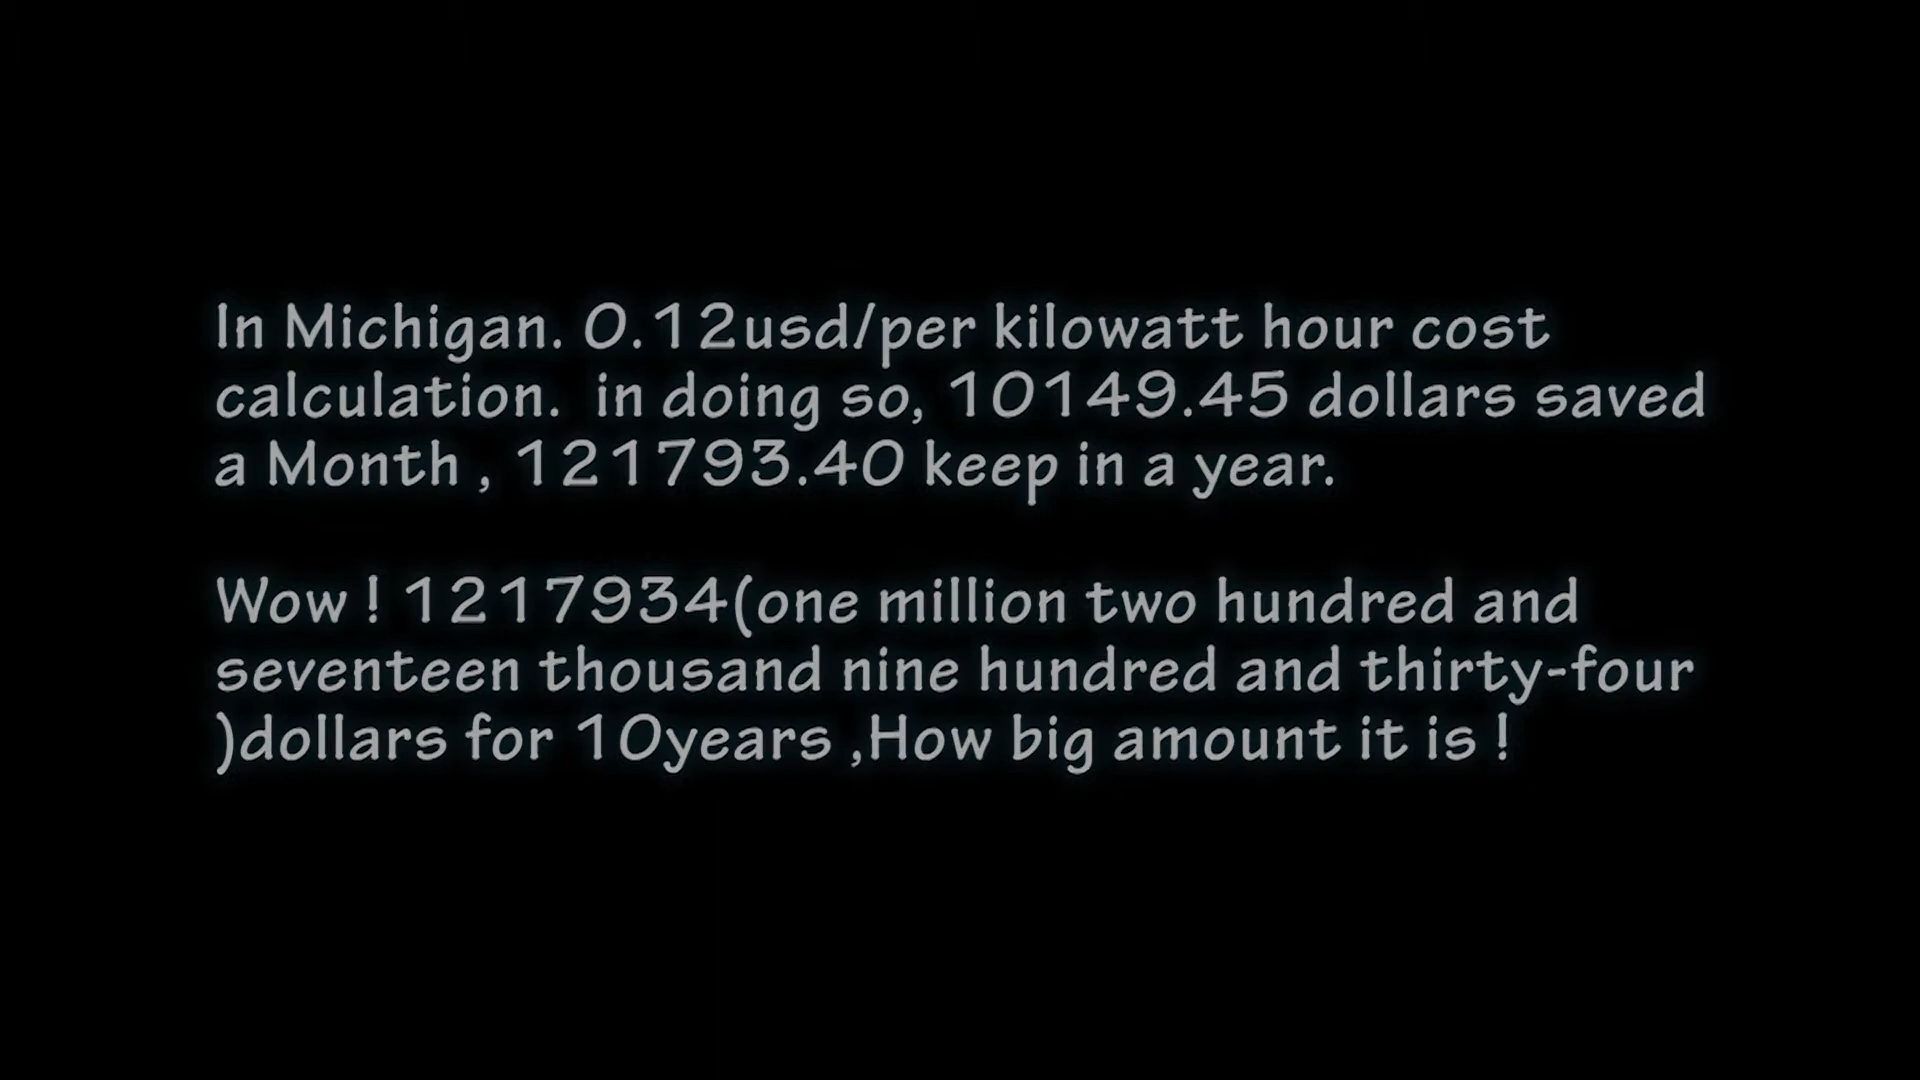 In Michigan. 0.12usd/per kilowatt hour cost
calculation.  in doing so, 10149.45 dollars saved
a Month , 121793.40 keep in a year.
Wow ! 1217934(one million two hundred and
seventeen thousand nine hundred and thirty-four
)dollars for 10years ,How big amount it is !